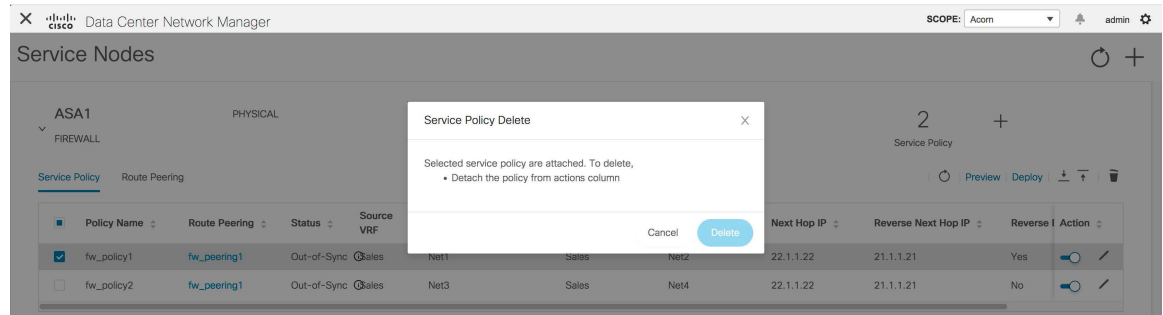 CISCO Data Center Network Manager SCOPE: Acorn admin
Service Nodes
ASA1 PHYSICAL
FIREWALL
2
Service Policy
Service Policy Delete
Selected service policy are attached. To delete,
• Detach the policy from actions column
Cancel Delete
Service Policy Route Peering Preview Deploy
Policy Name Route Peering Status Source VRF Next Hop IP Reverse Next Hop IP Reverse Action
fw_policy1 fw_peering1 Out-of-Sync Sales Net1 Sales Net2 22.1.1.22 21.1.1.21 Yes
fw_policy2 fw_peering1 Out-of-Sync Sales Net3 Sales Net4 22.1.1.22 21.1.1.21 No